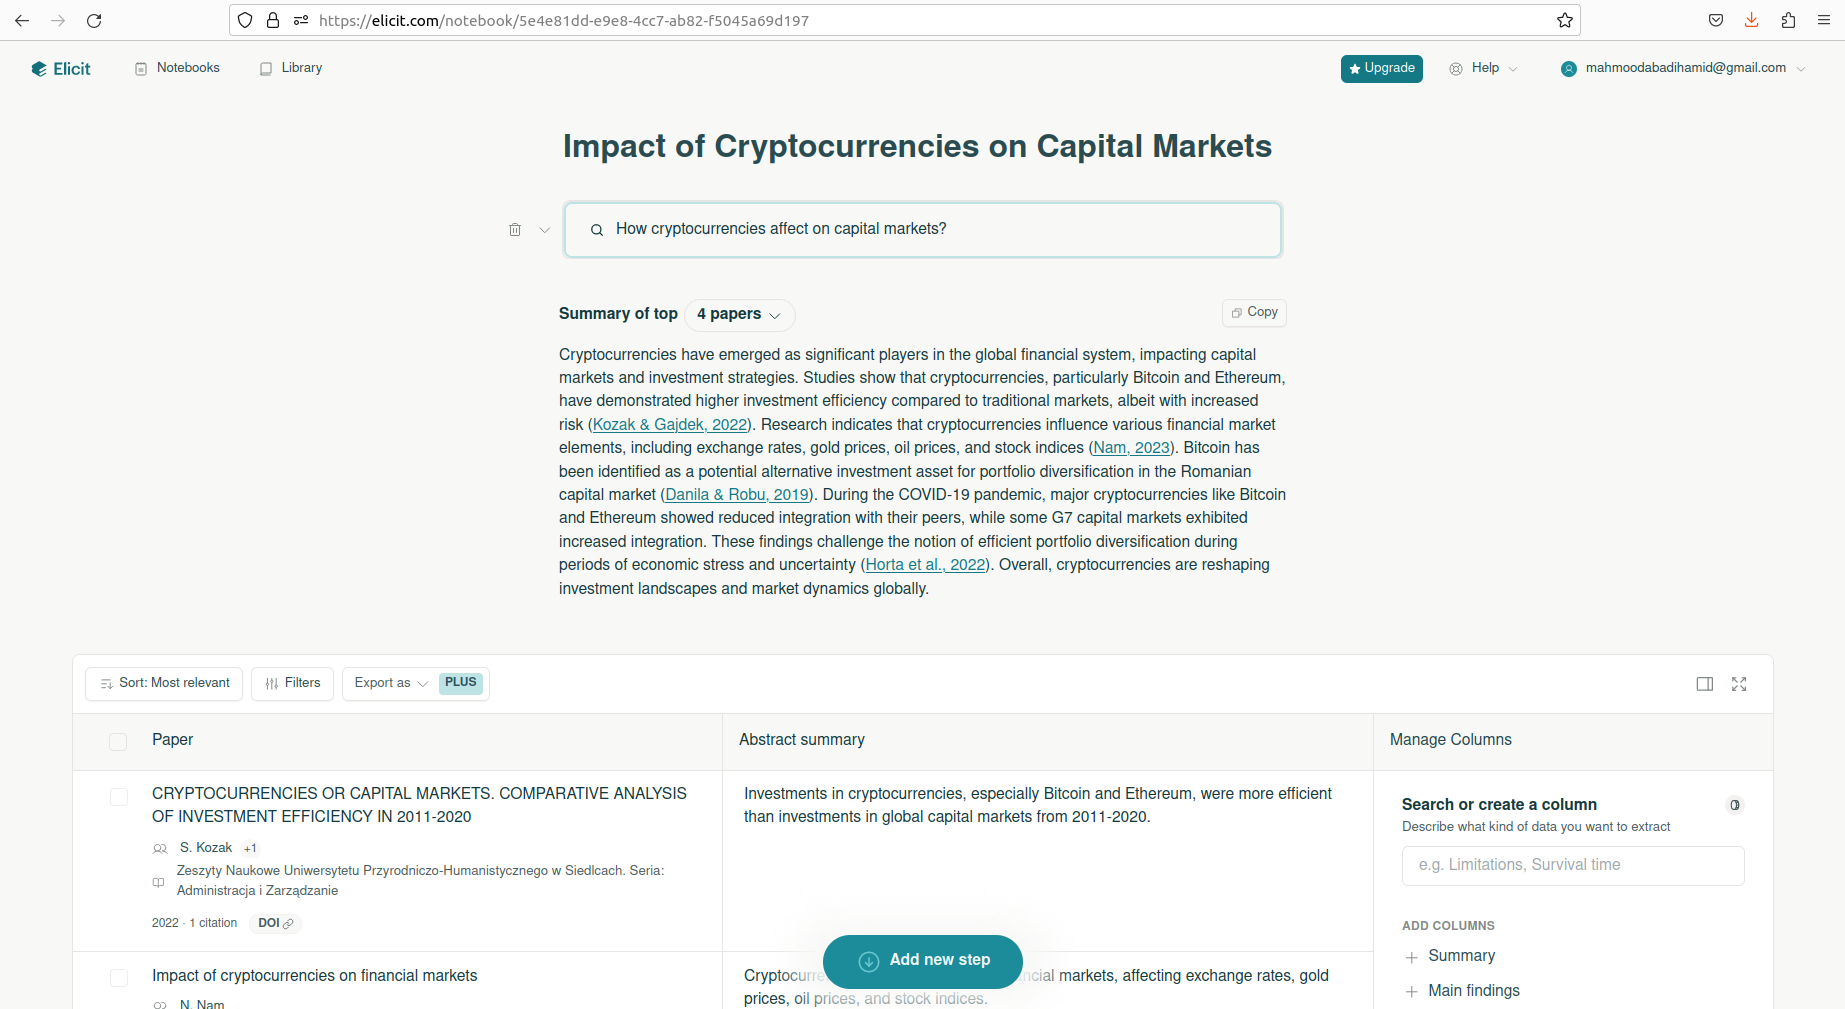 https://elicit.com/notebook/5e4e81dd-e9e8-4cc7-ab82-f5045a69d197
Elicit
Notebooks
Library
Upgrade
Help
mahmoodabadihamid@gmail.com
Impact of Cryptocurrencies on Capital Markets
How cryptocurrencies affect on capital markets?
Summary of top 4 papers
Copy
Cryptocurrencies have emerged as significant players in the global financial system, impacting capital
markets and investment strategies. Studies show that cryptocurrencies, particularly Bitcoin and Ethereum,
have demonstrated higher investment efficiency compared to traditional markets, albeit with increased
risk (Kozak & Gajdek, 2022). Research indicates that cryptocurrencies influence various financial market
elements, including exchange rates, gold prices, oil prices, and stock indices (Nam, 2023). Bitcoin has
been identified as a potential alternative investment asset for portfolio diversification in the Romanian
capital market (Danila & Robu, 2019). During the COVID-19 pandemic, major cryptocurrencies like Bitcoin
and Ethereum showed reduced integration with their peers, while some G7 capital markets exhibited
increased integration. These findings challenge the notion of efficient portfolio diversification during
periods of economic stress and uncertainty (Horta et al., 2022). Overall, cryptocurrencies are reshaping
investment landscapes and market dynamics globally.
Sort: Most relevant
Filters
Export as PLUS
Paper
Abstract summary
Manage Columns
CRYPTOCURRENCIES OR CAPITAL MARKETS. COMPARATIVE ANALYSIS
OF INVESTMENT EFFICIENCY IN 2011-2020
S. Kozak +1
Zeszyty Naukowe Uniwersytetu Przyrodniczo-Humanistycznego w Siedlcach. Seria:
Administracja i Zarządzanie
2022 · 1 citation DOI
Investments in cryptocurrencies, especially Bitcoin and Ethereum, were more efficient
than investments in global capital markets from 2011-2020.
Search or create a column
Describe what kind of data you want to extract
e.g. Limitations, Survival time
ADD COLUMNS
Summary
Main findings
Impact of cryptocurrencies on financial markets
N. Nam
markets, affecting exchange rates, gold
prices, oil prices, and stock indices.
Add new step